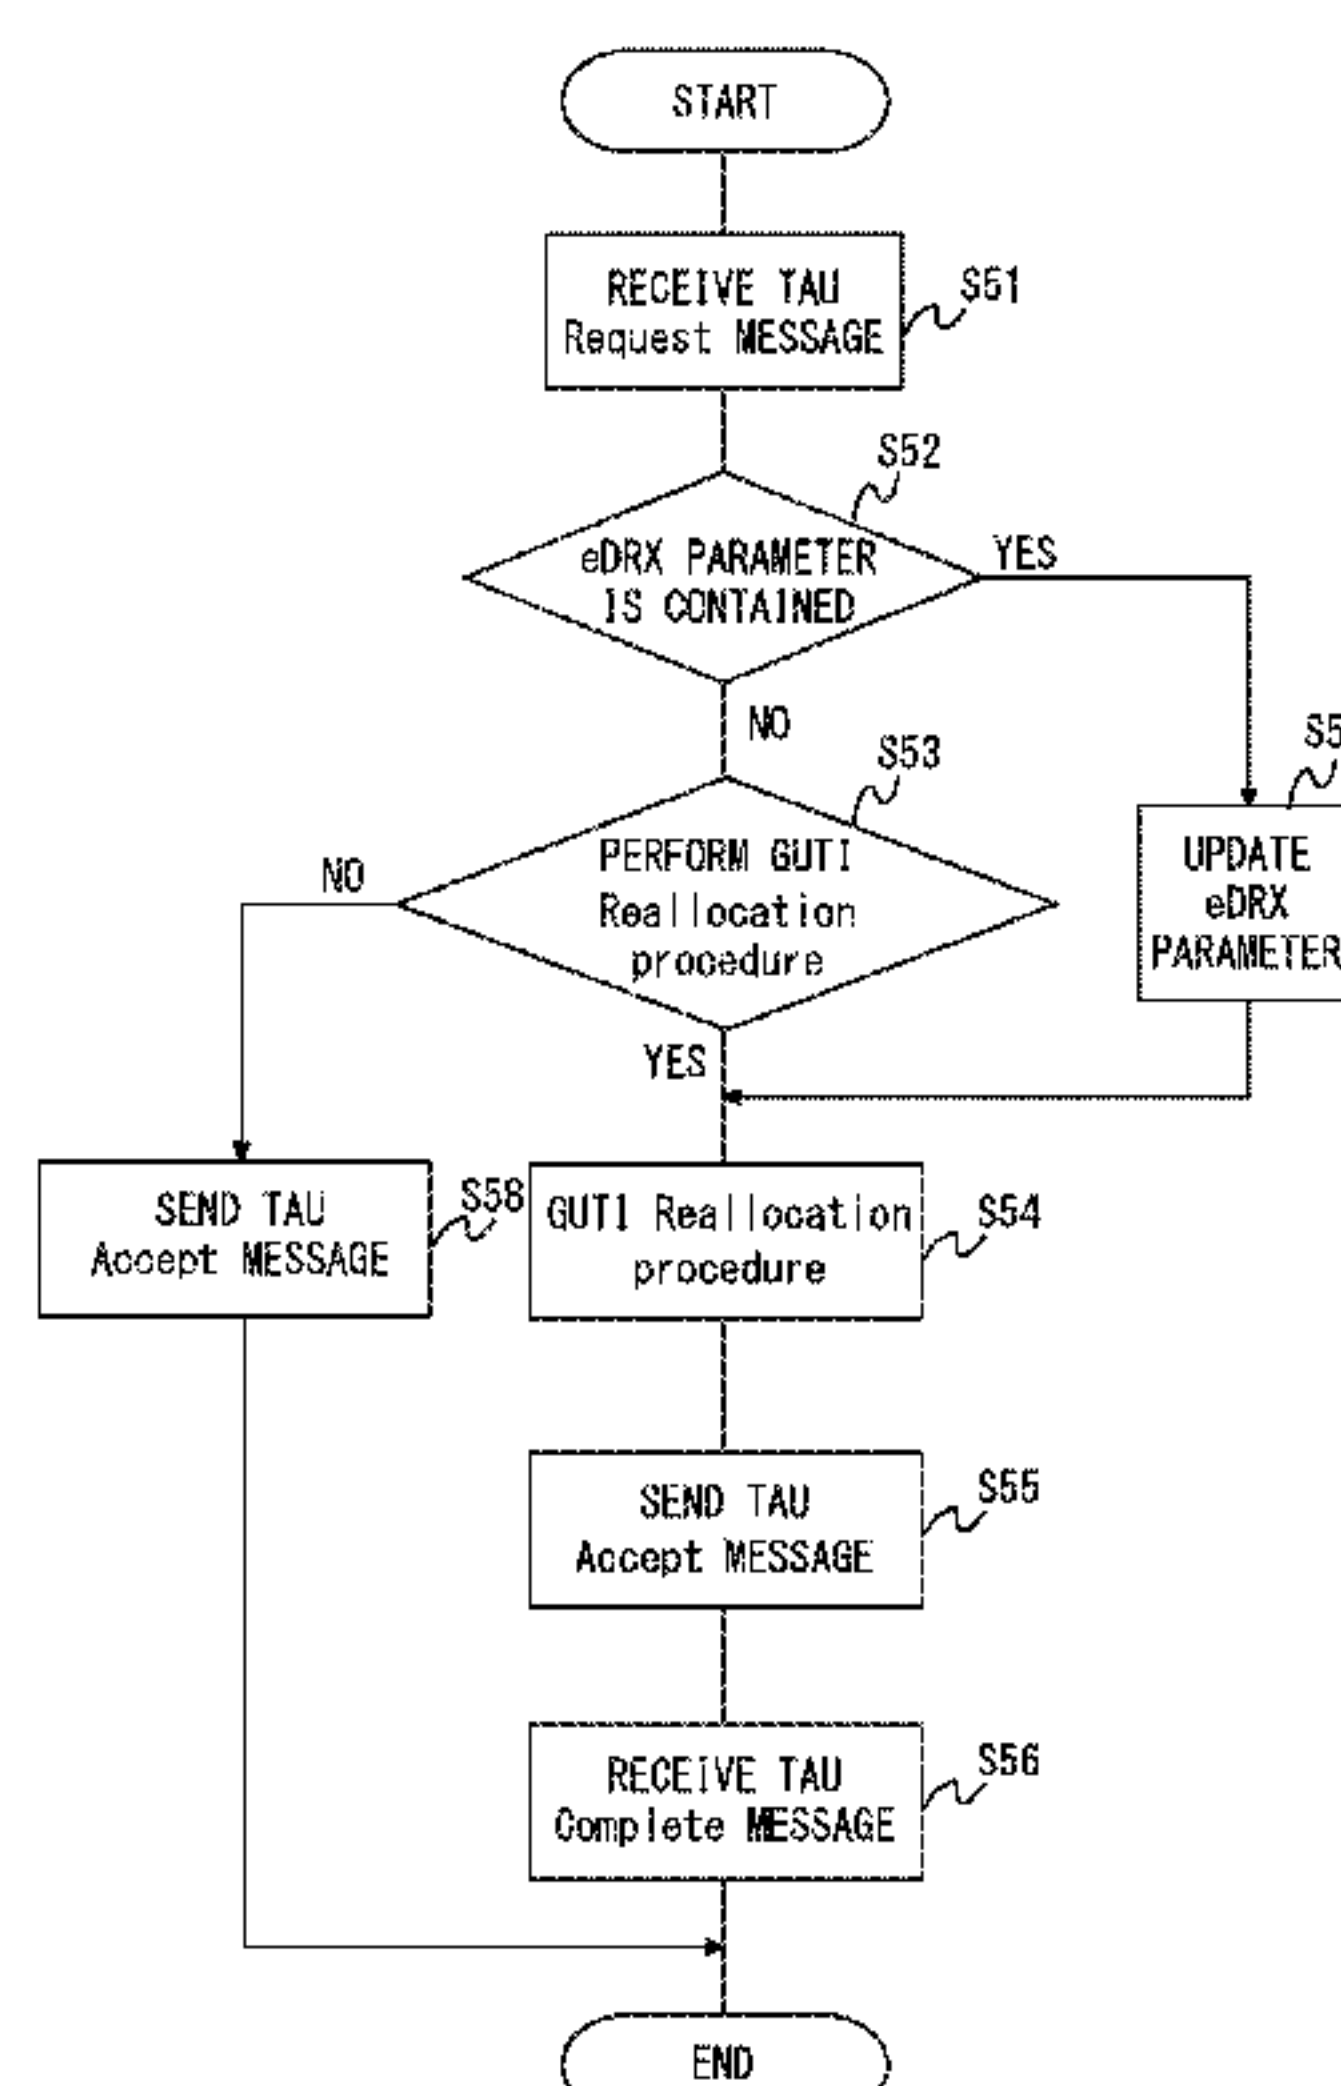 START
RECEIVE TAU
Request MESSAGE
S51
S52
eDRX PARAMETER
IS CONTAINED
YES
NO
S53
PERFORM GUTI
Reallocation
procedure
NO
YES
UPDATE
eDRX
PARAMETER
SEND TAU
Accept MESSAGE
S58
GUTI Reallocation
procedure
S54
SEND TAU
Accept MESSAGE
S55
RECEIVE TAU
Complete MESSAGE
S56
END